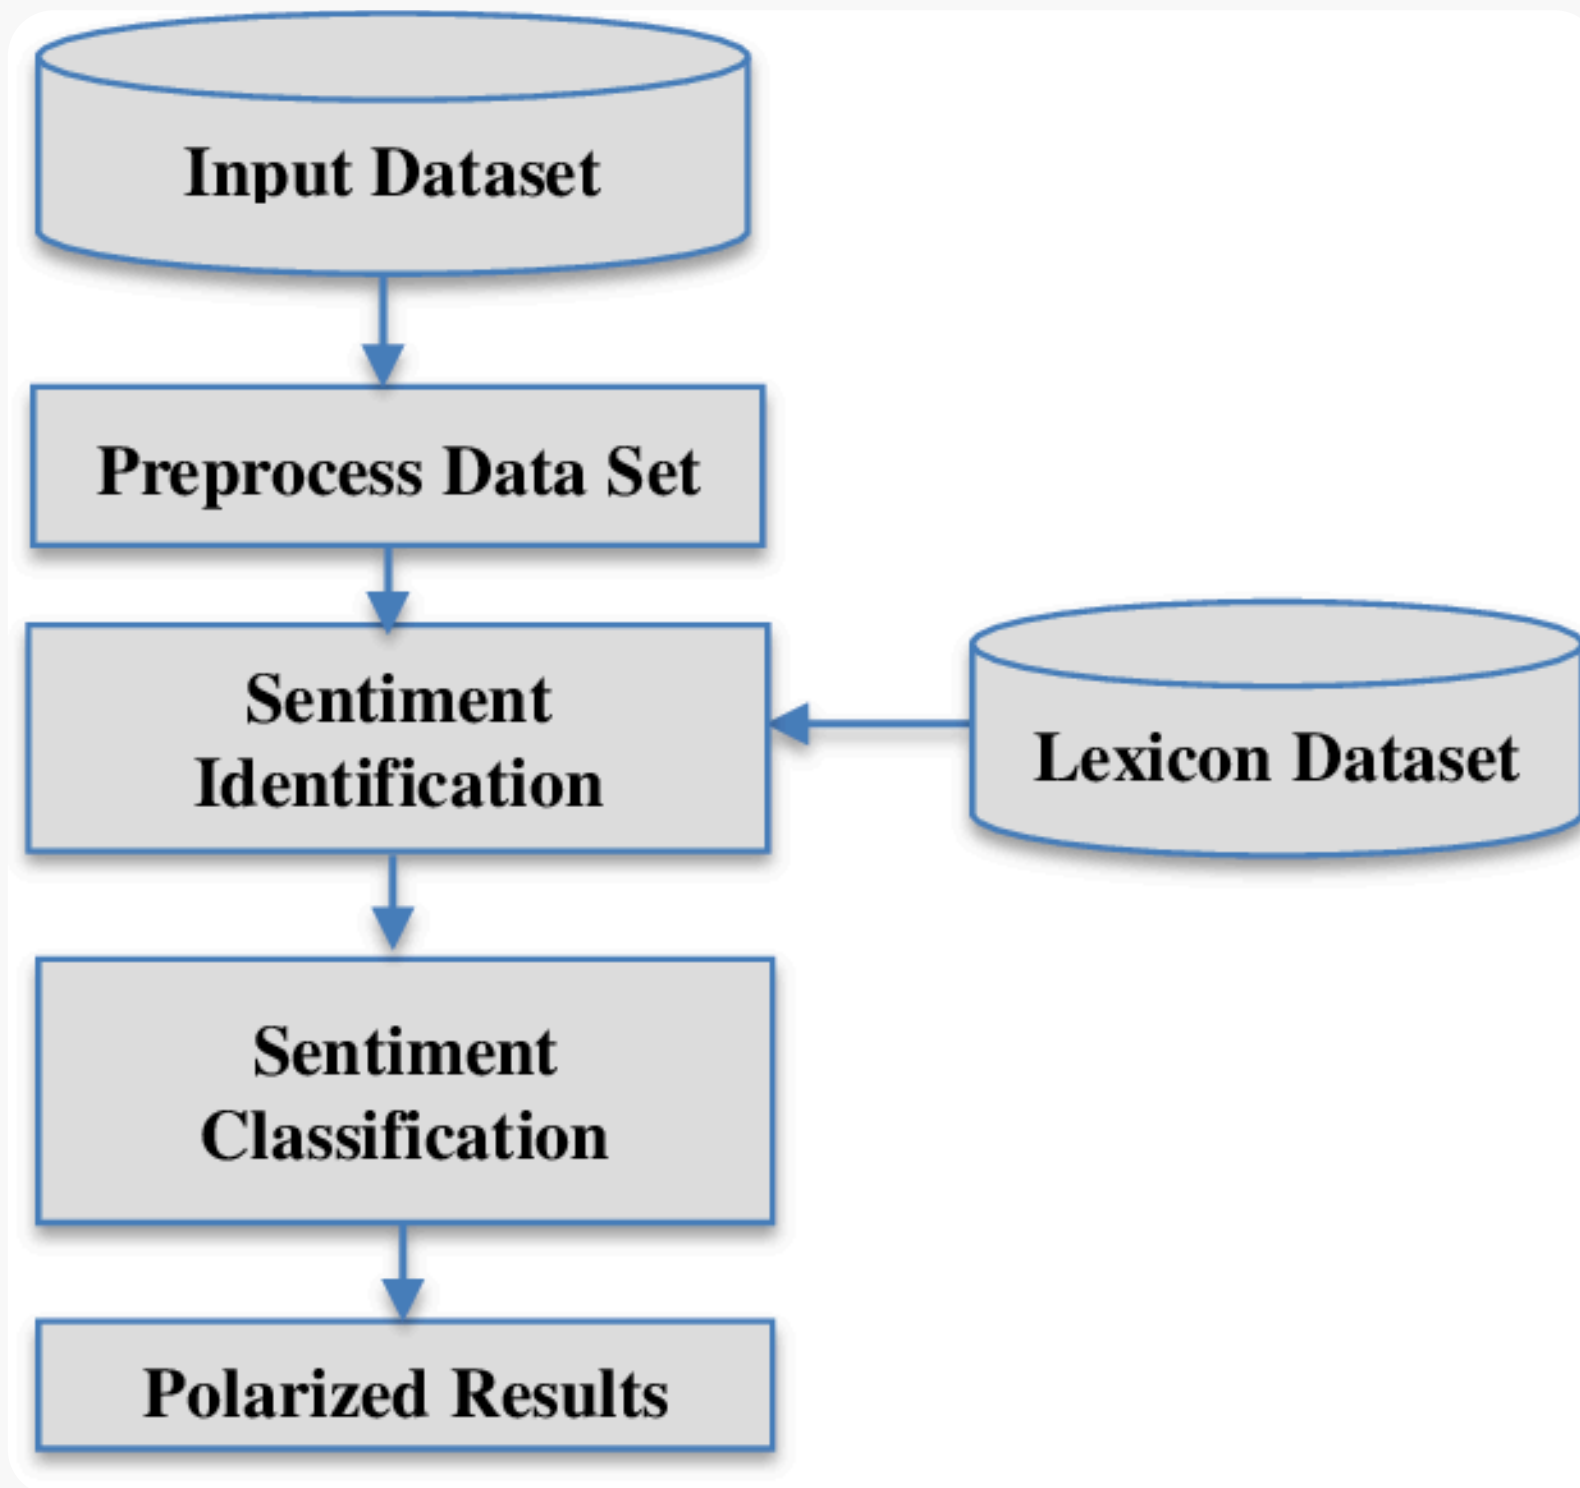 Input Dataset
Preprocess Data Set
Sentiment
Identification
Lexicon Dataset
Sentiment
Classification
Polarized Results